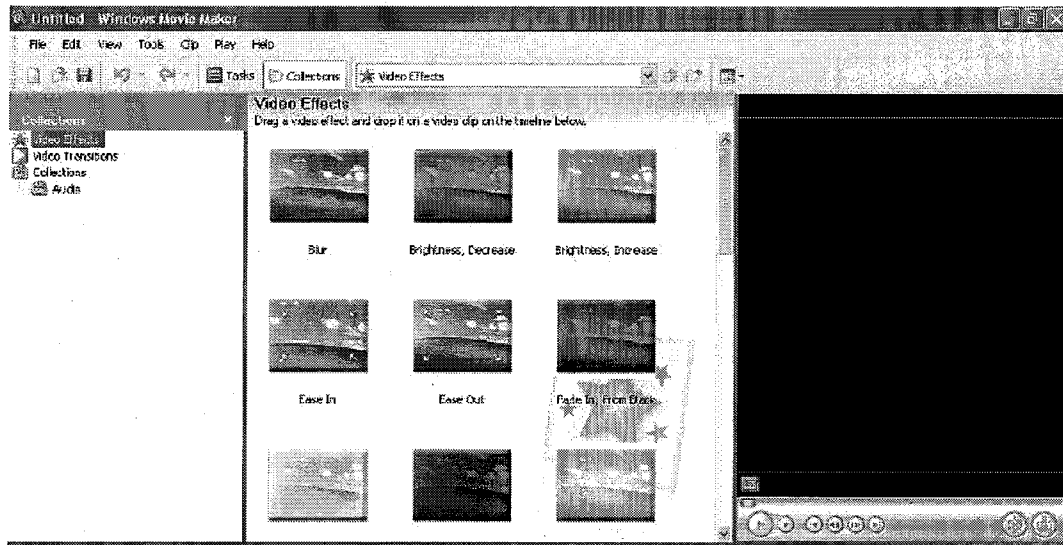 Untitled - Windows Movie Maker
File Edit View Tools Clip Play Help
Tasks Collections Video Effects
Collections
Video Effects
Video Transitions
Collections
Audio
Video Effects
Drag a video effect and drop it on a video clip on the timeline below.
Blur Brightness, Decrease Brightness, Increase
Ease In Ease Out Fade In, From Black